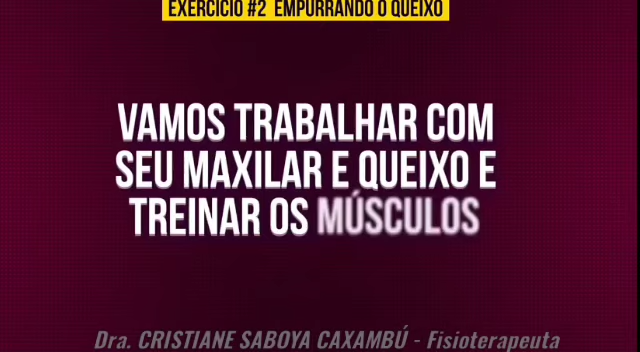 EXERCÍCIO #2 EMPURRANDO O QUEIXO
VAMOS TRABALHAR COM
SEU MAXILAR E QUEIXO E
TREINAR OS MÚSCULOS
Dra. CRISTIANE SABOYA CAXAMBÚ - Fisioterapeuta